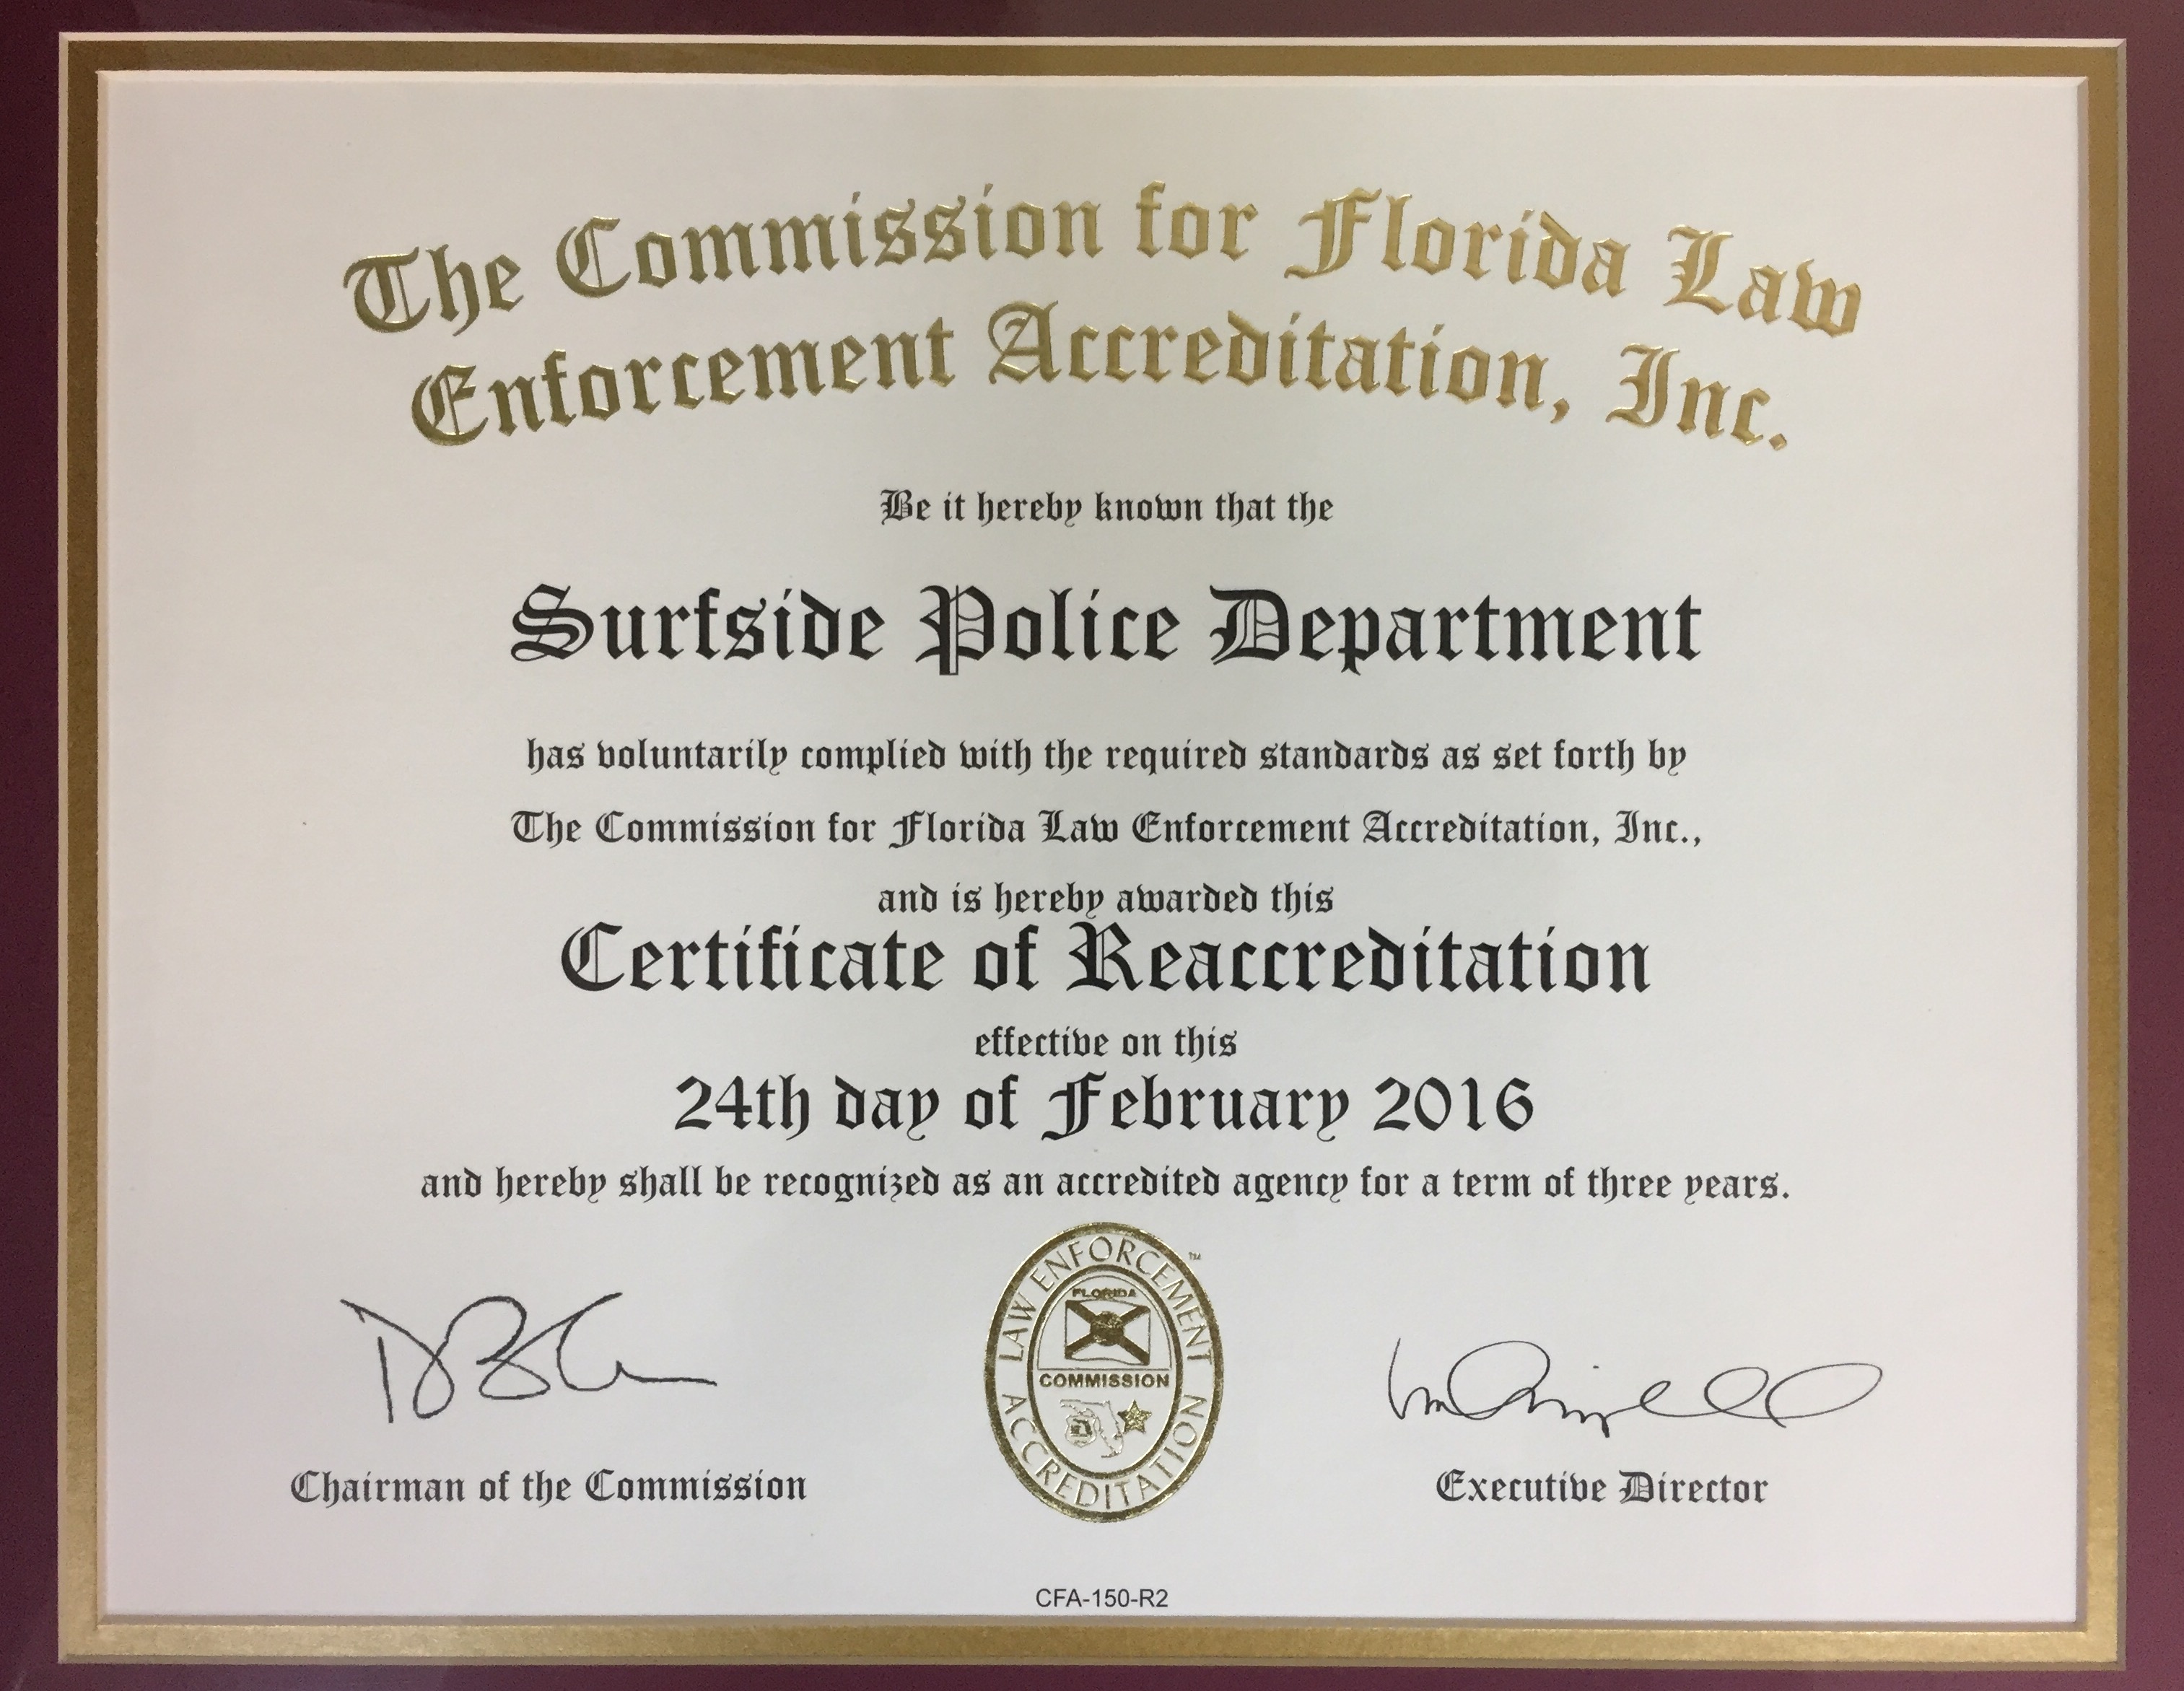 The Commission for Florida Law
Enforcement Accreditation, Inc.
Be it hereby known that the
Surfside Police Department
has voluntarily complied with the required standards as set forth by
The Commission for Florida Law Enforcement Accreditation, Inc.,
and is hereby awarded this
Certificate of Reaccreditation
effective on this
24th day of February 2016
and hereby shall be recognized as an accredited agency for a term of three years.
LAW ENFORCEMENT ™
FLORIDA
COMMISSION
ACCREDITATION
Chairman of the Commission
Executive Director
CFA-150-R2